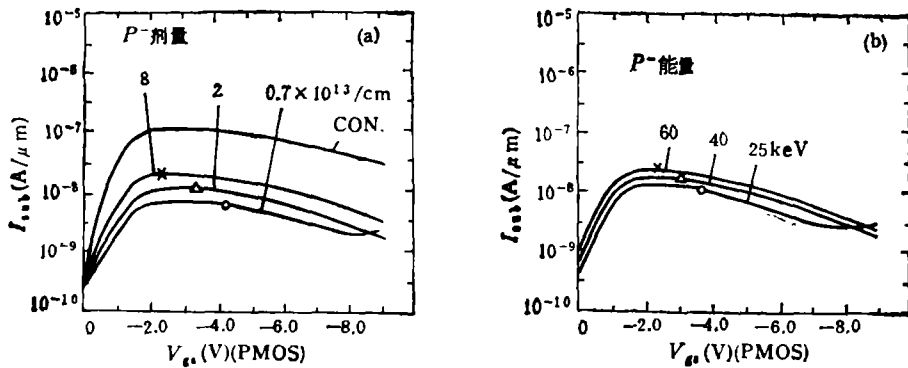 (a)
P⁻剂量
8
2
0.7×10¹³/cm
CON.
10⁻⁵
10⁻⁶
10⁻⁷
10⁻⁸
10⁻⁹
10⁻¹⁰
I_sub(A/μm)
0 −2.0 −4.0 −6.0 −8.0
V_gs(V)(PMOS)
(b)
P⁻能量
60
40
25keV
10⁻⁵
10⁻⁶
10⁻⁷
10⁻⁸
10⁻⁹
10⁻¹⁰
I_sub(A/μm)
0 −2.0 −4.0 −6.0 −8.0
V_gs(V)(PMOS)